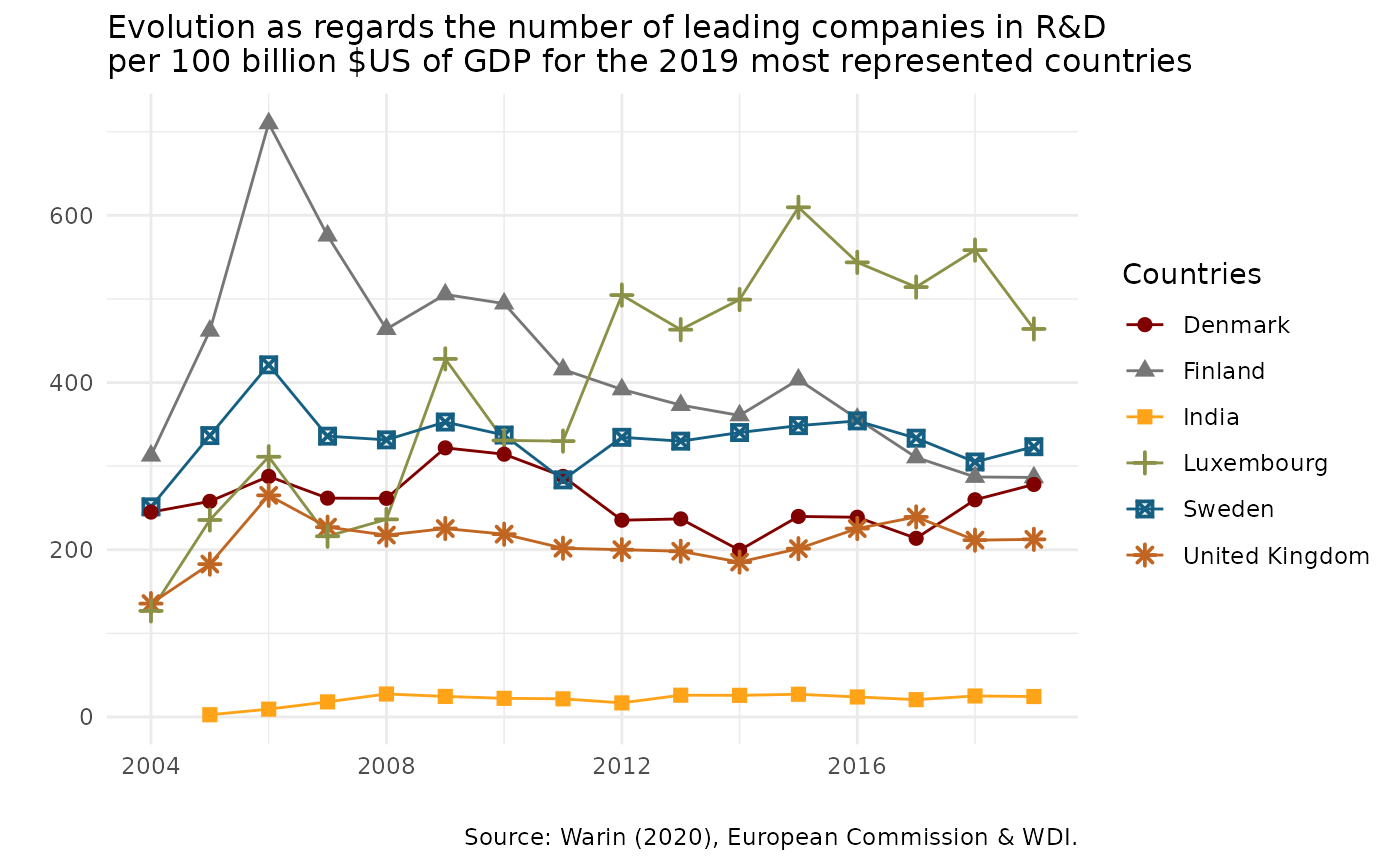 Evolution as regards the number of leading companies in R&D
per 100 billion $US of GDP for the 2019 most represented countries
600
400
200
0
2004
2008
2012
2016
Countries
Denmark
Finland
India
Luxembourg
Sweden
United Kingdom
Source: Warin (2020), European Commission & WDI.